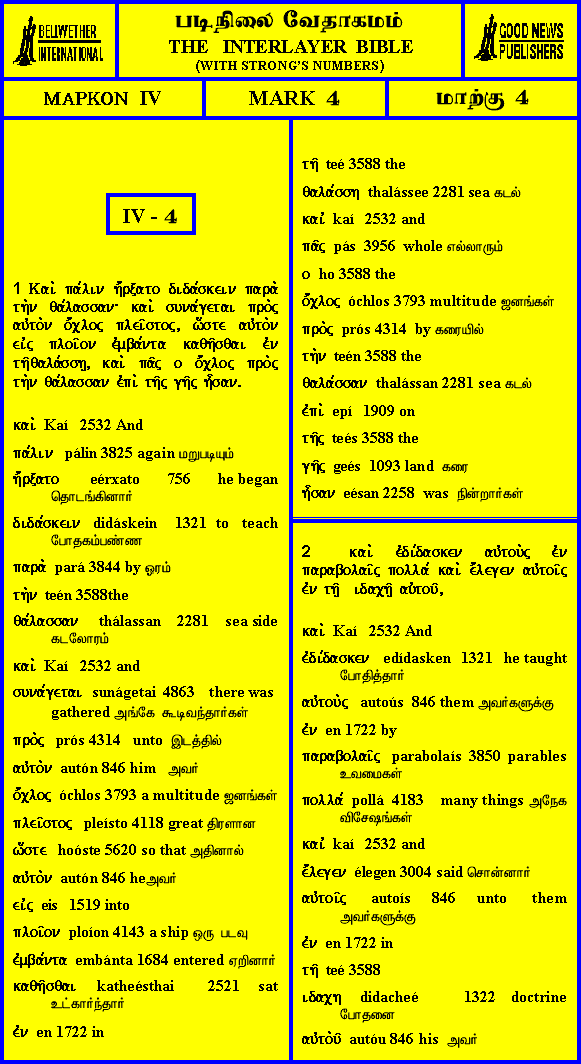 BELLWETHER
INTERNATIONAL
படிநிலை வேதாகமம்
THE INTERLAYER BIBLE
(WITH STRONG'S NUMBERS)
GOOD NEWS
PUBLISHERS
ΜΑΡΚΟΝ IV
MARK 4
மாற்கு 4
IV - 4
1 Καὶ πάλιν ἤρξατο διδάσκειν παρὰ
τὴν θάλασσαν· καὶ συνάγεται πρὸς
αὐτὸν ὄχλος πλεῖστος, ὥστε αὐτὸν
εἰς πλοῖον ἐμβάντα καθῆσθαι ἐν
τῇθαλάσσῃ, καὶ πᾶς ο ὄχλος πρὸς
τὴν θάλασσαν ἐπὶ τῆς γῆς ἦσαν.
καὶ Kaí 2532 And
πάλιν pálin 3825 again மறுபடியும்
ἤρξατο eérxato 756 he began
தொடங்கினார்
διδάσκειν didáskein 1321 to teach
போதகம்பண்ண
παρὰ pará 3844 by ஓரம்
τὴν teén 3588the
θάλασσαν thálassan 2281 sea side
கடலோரம்
καὶ Kaí 2532 and
συνάγεται sunágetai 4863 there was
gathered அங்கே கூடிவந்தார்கள்
πρὸς prós 4314 unto இடத்தில்
αὐτὸν autón 846 him அவர்
ὄχλος óchlos 3793 a multitude ஜனங்கள்
πλεῖστος pleísto 4118 great திரளான
ὥστε hoóste 5620 so that அதினால்
αὐτὸν autón 846 heஅவர்
εἰς eis 1519 into
πλοῖον ploíon 4143 a ship ஒரு படவு
ἐμβάντα embánta 1684 entered ஏறினார்
καθῆσθαι katheésthai 2521 sat
உட்கார்ந்தார்
ἐν en 1722 in
τῇ teé 3588 the
θαλάσσῃ thalássee 2281 sea கடல்
καὶ kaí 2532 and
πᾶς pás 3956 whole எல்லாரும்
ο ho 3588 the
ὄχλος óchlos 3793 multitude ஜனங்கள்
πρὸς prós 4314 by கரையில்
τὴν teén 3588 the
θαλάσσαν thalássan 2281 sea கடல்
ἐπὶ epí 1909 on
τῆς teés 3588 the
γῆς geés 1093 land கரை
ἦσαν eésan 2258 was நின்றார்கள்
2 καὶ ἐδίδασκεν αὐτοὺς ἐν
παραβολαῖς πολλά καὶ ἔλεγεν αὐτοῖς
ἐν τῇ ιδαχῇ αὐτοῦ,
καὶ Kaí 2532 And
ἐδίδασκεν edídasken 1321 he taught
போதித்தார்
αὐτοὺς autoús 846 them அவர்களுக்கு
ἐν en 1722 by
παραβολαῖς parabolaís 3850 parables
உவமைகள்
πολλά pollá 4183 many things அநேக
விசேஷங்கள்
καὶ kaí 2532 and
ἔλεγεν élegen 3004 said சொன்னார்
αὐτοῖς autoís 846 unto them
அவர்களுக்கு
ἐν en 1722 in
τῇ teé 3588
ιδαχη didacheé 1322 doctrine
போதனை
αὐτοῦ autóu 846 his அவர்